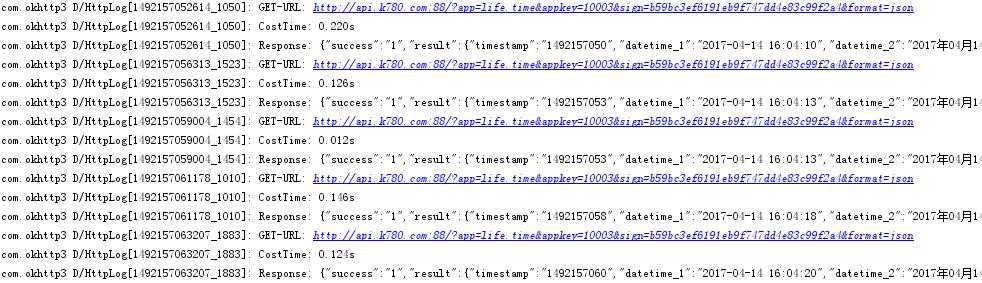 com.okhttp3 D/HttpLog[1492157052614_1050]: GET-URL: http://api.k780.com:88/?app=life.time&appkey=10003&sign=b59bc3ef6191eb9f747dd4e83c99f2a4&format=json
com.okhttp3 D/HttpLog[1492157052614_1050]: CostTime: 0.220s
com.okhttp3 D/HttpLog[1492157052614_1050]: Response: {"success":"1","result":{"timestamp":"1492157050","datetime_1":"2017-04-14 16:04:10","datetime_2":"2017年04月14
com.okhttp3 D/HttpLog[1492157056313_1523]: GET-URL: http://api.k780.com:88/?app=life.time&appkey=10003&sign=b59bc3ef6191eb9f747dd4e83c99f2a4&format=json
com.okhttp3 D/HttpLog[1492157056313_1523]: CostTime: 0.126s
com.okhttp3 D/HttpLog[1492157056313_1523]: Response: {"success":"1","result":{"timestamp":"1492157053","datetime_1":"2017-04-14 16:04:13","datetime_2":"2017年04月14
com.okhttp3 D/HttpLog[1492157059004_1454]: GET-URL: http://api.k780.com:88/?app=life.time&appkey=10003&sign=b59bc3ef6191eb9f747dd4e83c99f2a4&format=json
com.okhttp3 D/HttpLog[1492157059004_1454]: CostTime: 0.012s
com.okhttp3 D/HttpLog[1492157059004_1454]: Response: {"success":"1","result":{"timestamp":"1492157053","datetime_1":"2017-04-14 16:04:13","datetime_2":"2017年04月14
com.okhttp3 D/HttpLog[1492157061178_1010]: GET-URL: http://api.k780.com:88/?app=life.time&appkey=10003&sign=b59bc3ef6191eb9f747dd4e83c99f2a4&format=json
com.okhttp3 D/HttpLog[1492157061178_1010]: CostTime: 0.146s
com.okhttp3 D/HttpLog[1492157061178_1010]: Response: {"success":"1","result":{"timestamp":"1492157058","datetime_1":"2017-04-14 16:04:18","datetime_2":"2017年04月14
com.okhttp3 D/HttpLog[1492157063207_1883]: GET-URL: http://api.k780.com:88/?app=life.time&appkey=10003&sign=b59bc3ef6191eb9f747dd4e83c99f2a4&format=json
com.okhttp3 D/HttpLog[1492157063207_1883]: CostTime: 0.124s
com.okhttp3 D/HttpLog[1492157063207_1883]: Response: {"success":"1","result":{"timestamp":"1492157060","datetime_1":"2017-04-14 16:04:20","datetime_2":"2017年04月14